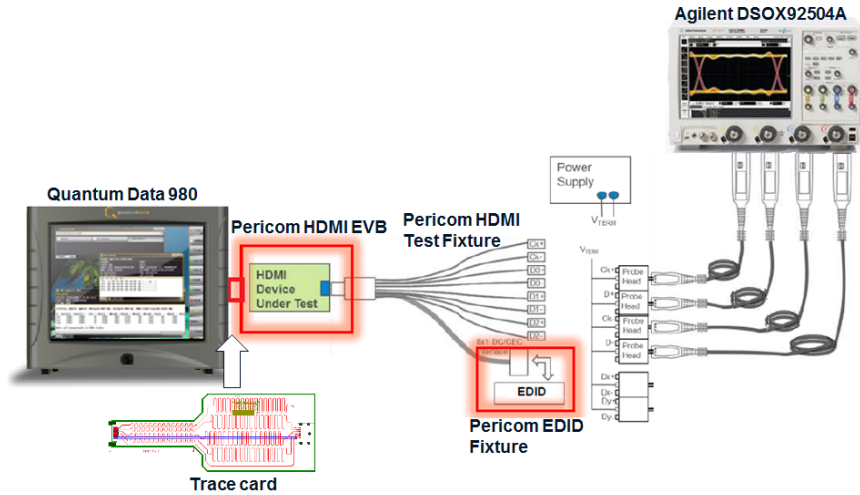 Agilent DSOX92504A
Power
Supply
VTERM
Quantum Data 980
Pericom HDMI EVB
Pericom HDMI
Test Fixture
HDMI
Device
Under Test
Ck+
Ck-
D0+
D0-
D1+
D1-
D2+
D2-
EDID
Pericom EDID
Fixture
VTERM
Ck+
D+
Ck-
D-
Probe
Head
Probe
Head
Probe
Head
Probe
Head
Dx+
Dx-
Dy+
Dy-
Trace card